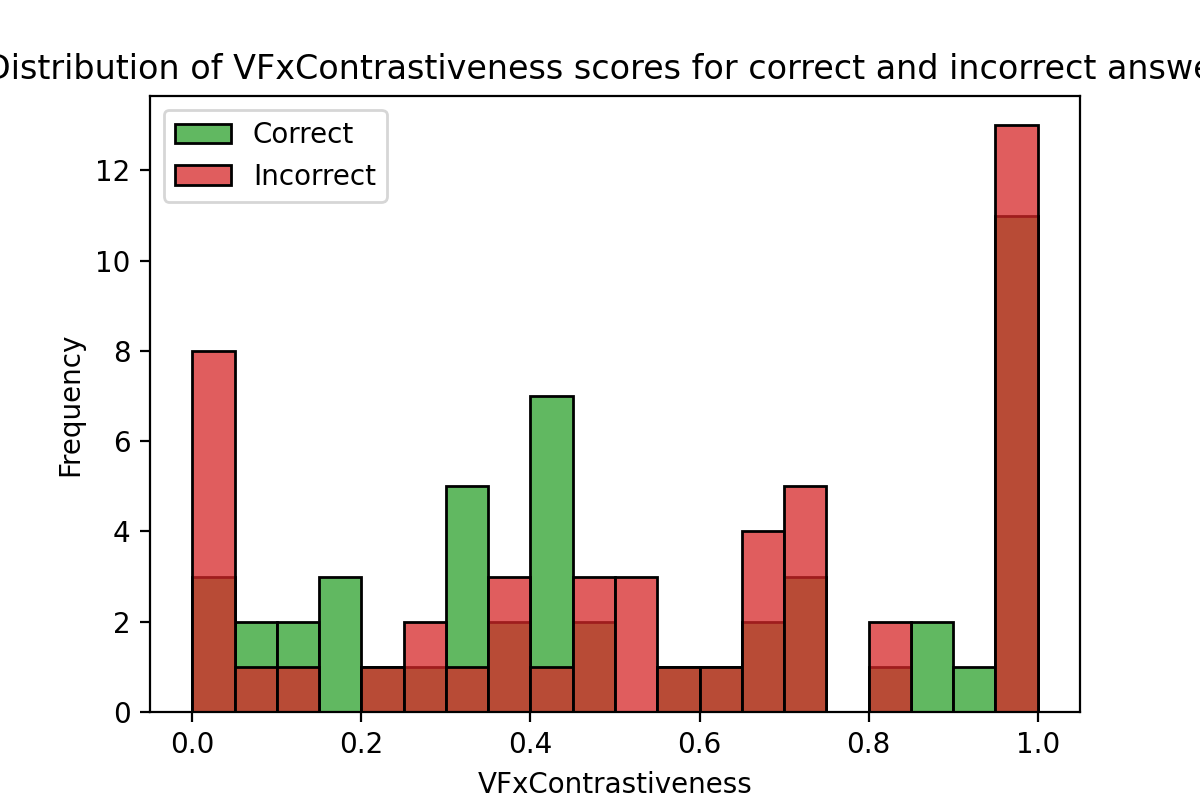 Distribution of VFxContrastiveness scores for correct and incorrect answe
Correct
Incorrect
12
10
8
6
4
2
0
Frequency
0.0 0.2 0.4 0.6 0.8 1.0
VFxContrastiveness